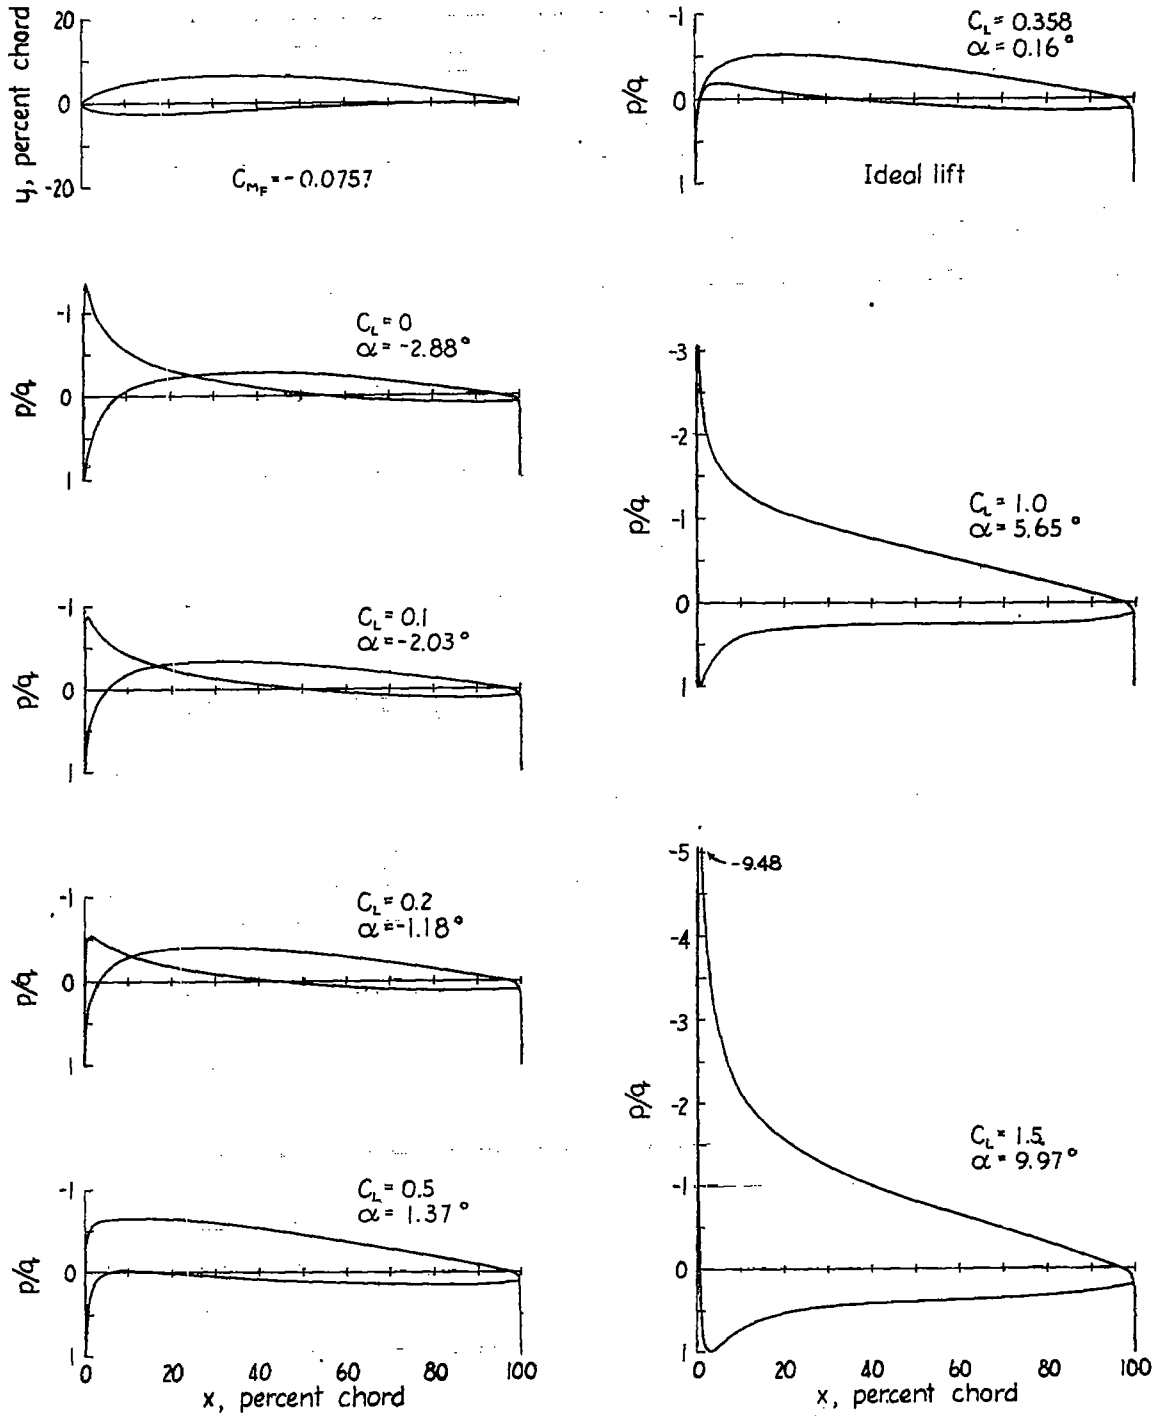 y, percent chord
20
0
-20
C_MF = -0.0757
p/q
-1
0
1
C_L = 0.358
α = 0.16°
Ideal lift
p/q
-1
0
1
C_L = 0
α = -2.88°
p/q
-3
-2
-1
0
1
C_L = 1.0
α = 5.65°
p/q
-1
0
1
C_L = 0.1
α = -2.03°
p/q
-1
0
1
C_L = 0.2
α = -1.18°
p/q
-5
-4
-3
-2
-1
0
1
-9.48
C_L = 1.5
α = 9.97°
p/q
-1
0
1
C_L = 0.5
α = 1.37°
0 20 40 60 80 100
x, percent chord
0 20 40 60 80 100
x, percent chord